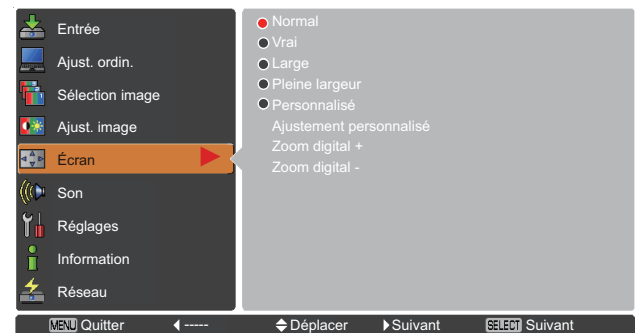 Entrée
Ajust. ordin.
Sélection image
Ajust. image
Écran
Son
Réglages
Information
Réseau
Normal
Vrai
Large
Pleine largeur
Personnalisé
Ajustement personnalisé
Zoom digital +
Zoom digital -
MENU Quitter ----- Déplacer Suivant SELECT Suivant